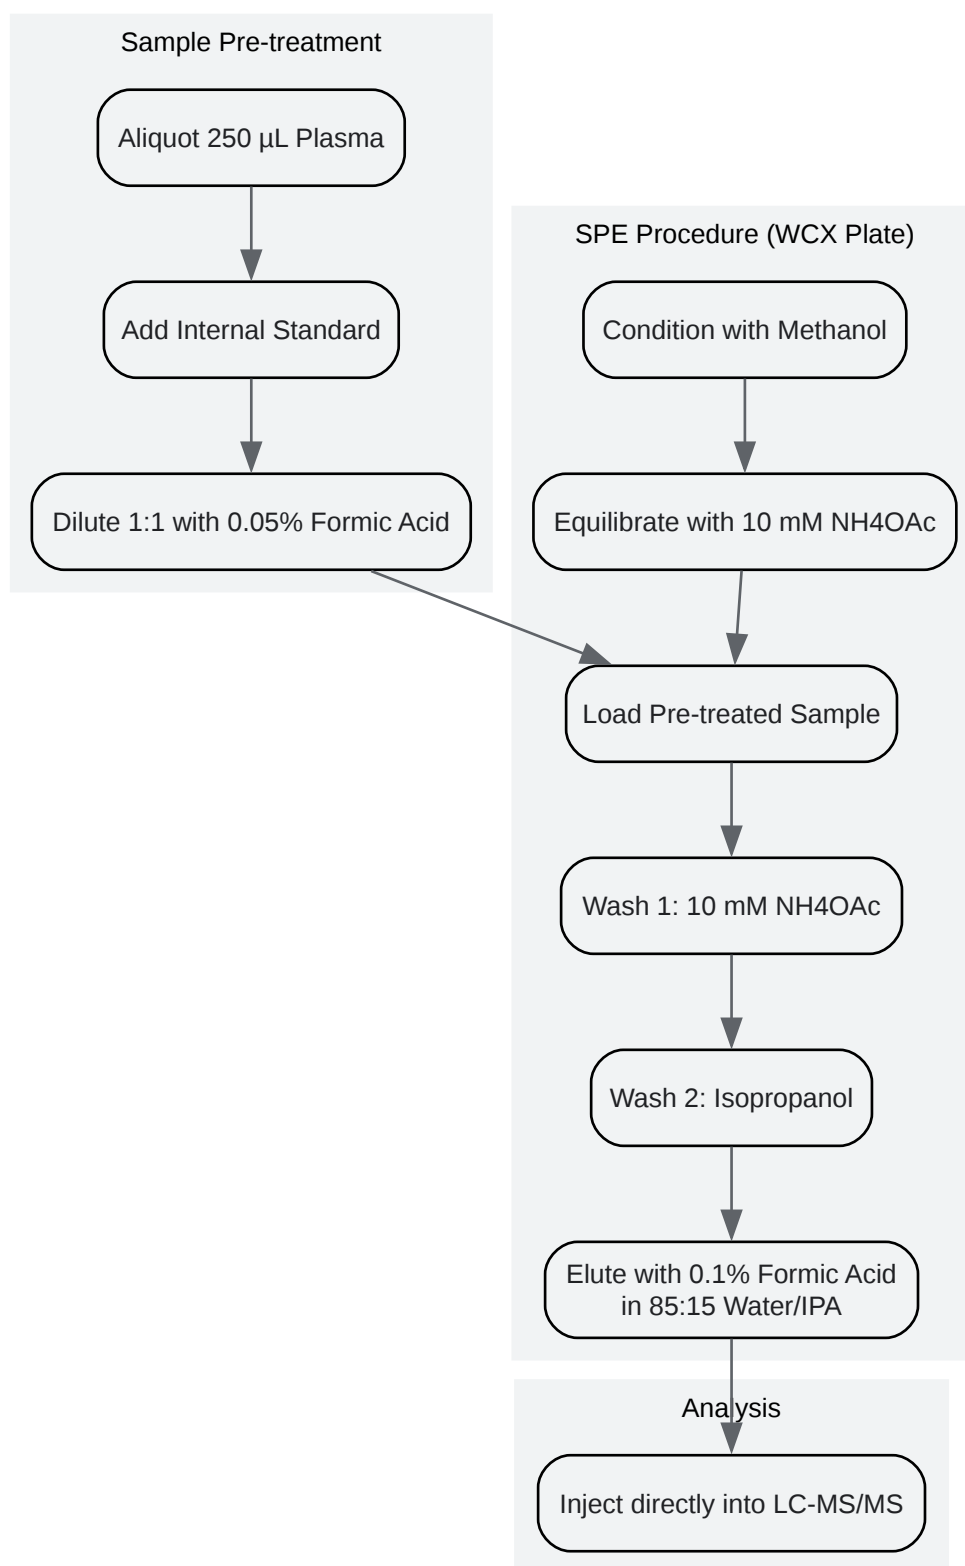 Sample Pre-treatment
Aliquot 250 µL Plasma
Add Internal Standard
Dilute 1:1 with 0.05% Formic Acid
SPE Procedure (WCX Plate)
Condition with Methanol
Equilibrate with 10 mM NH4OAc
Load Pre-treated Sample
Wash 1: 10 mM NH4OAc
Wash 2: Isopropanol
Elute with 0.1% Formic Acid
in 85:15 Water/IPA
Analysis
Inject directly into LC-MS/MS